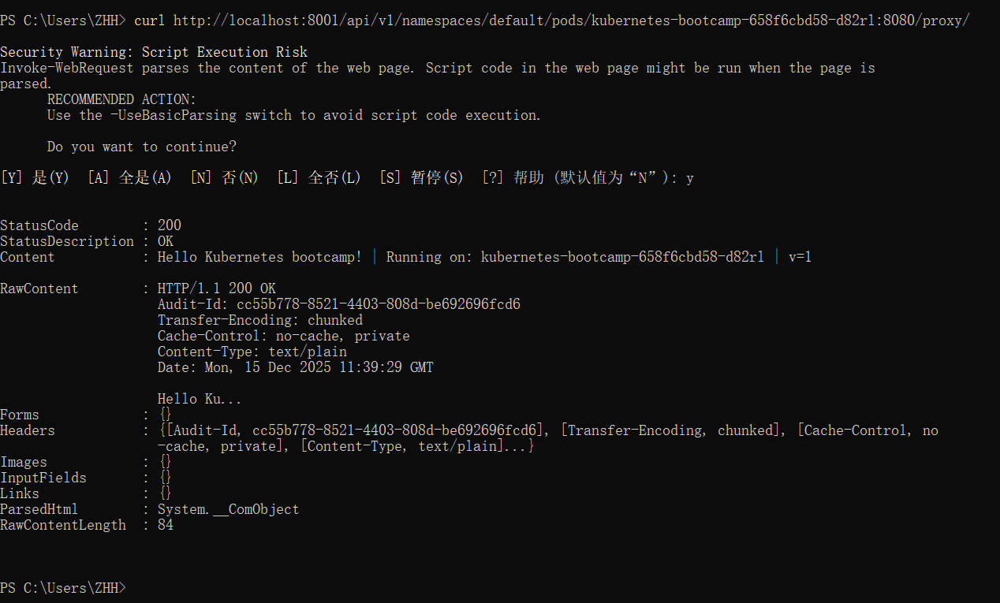 PS C:\Users\ZHH> curl http://localhost:8001/api/v1/namespaces/default/pods/kubernetes-bootcamp-658f6cbd58-d82rl:8080/proxy/
Security Warning: Script Execution Risk
Invoke-WebRequest parses the content of the web page. Script code in the web page might be run when the page is
parsed.
      RECOMMENDED ACTION:
      Use the -UseBasicParsing switch to avoid script code execution.
      Do you want to continue?
[Y] 是(Y)  [A] 全是(A)  [N] 否(N)  [L] 全否(L)  [S] 暂停(S)  [?] 帮助 (默认值为“N”): y
StatusCode        : 200
StatusDescription : OK
Content           : Hello Kubernetes bootcamp! | Running on: kubernetes-bootcamp-658f6cbd58-d82rl | v=1
RawContent        : HTTP/1.1 200 OK
                    Audit-Id: cc55b778-8521-4403-808d-be692696fcd6
                    Transfer-Encoding: chunked
                    Cache-Control: no-cache, private
                    Content-Type: text/plain
                    Date: Mon, 15 Dec 2025 11:39:29 GMT
                    Hello Ku...
Forms             : {}
Headers           : {[Audit-Id, cc55b778-8521-4403-808d-be692696fcd6], [Transfer-Encoding, chunked], [Cache-Control, no
                    -cache, private], [Content-Type, text/plain]...}
Images            : {}
InputFields       : {}
Links             : {}
ParsedHtml        : System.__ComObject
RawContentLength  : 84
PS C:\Users\ZHH>